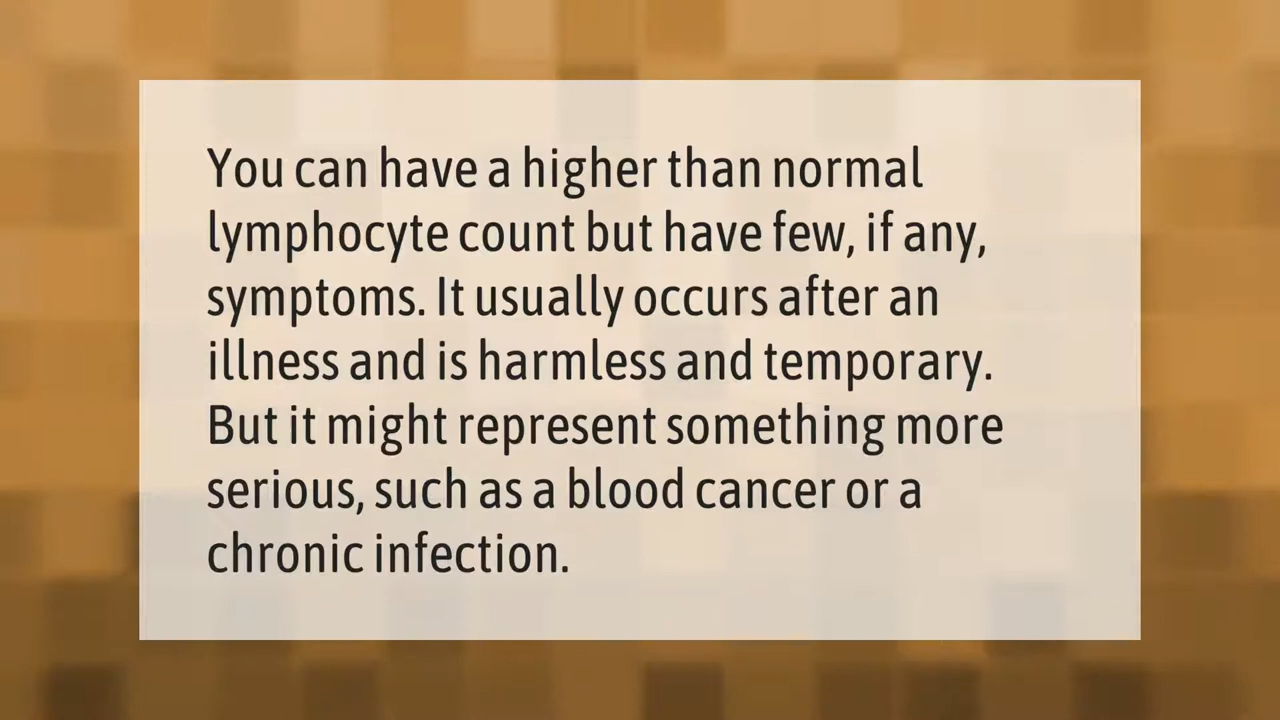 You can have a higher than normal
lymphocyte count but have few, if any,
symptoms. It usually occurs after an
illness and is harmless and temporary.
But it might represent something more
serious, such as a blood cancer or a
chronic infection.